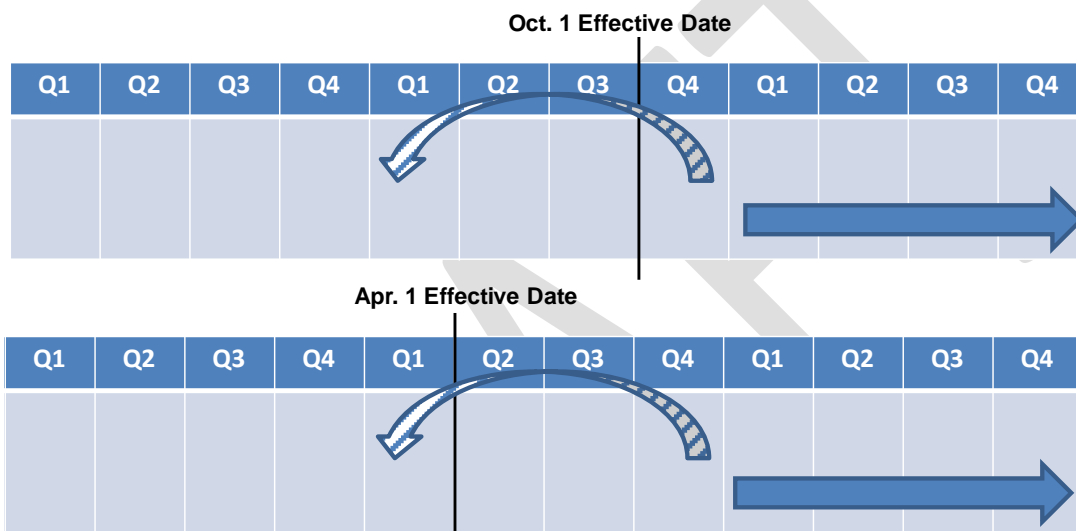 Oct. 1 Effective Date
Q1 Q2 Q3 Q4 Q1 Q2 Q3 Q4 Q1 Q2 Q3 Q4
Apr. 1 Effective Date
Q1 Q2 Q3 Q4 Q1 Q2 Q3 Q4 Q1 Q2 Q3 Q4